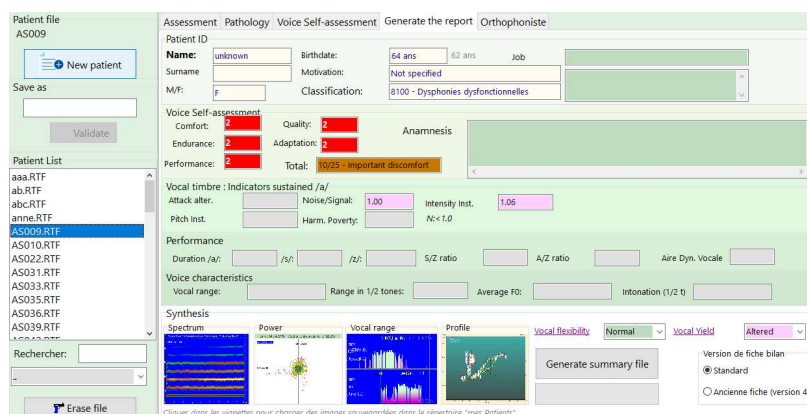 Patient file
AS009
New patient
Save as
Validate
Patient List
aaa.RTF
ab.RTF
abc.RTF
anne.RTF
AS009.RTF
AS010.RTF
AS022.RTF
AS031.RTF
AS033.RTF
AS035.RTF
AS036.RTF
AS039.RTF
Rechercher:
Erase file
Assessment Pathology Voice Self-assessment Generate the report Orthophoniste
Patient ID
Name: unknown Birthdate: 64 ans 62 ans Job
Surname Motivation: Not specified
M/F: F Classification: 8100 - Dysphonies dysfonctionnelles
Voice Self-assessment
Comfort: 2 Quality: 2 Anamnesis
Endurance: 2 Adaptation: 2
Performance: 2 Total: 10/25 - Important discomfort
Vocal timbre : Indicators sustained /a/
Attack alter. Noise/Signal: 1.00 Intensity Inst. 1.06
Pitch Inst. Harm. Poverty: N:<1.0
Performance
Duration /a/: /s/: /z/: S/Z ratio A/Z ratio Aire Dyn. Vocale
Voice characteristics
Vocal range: Range in 1/2 tones: Average F0: Intonation (1/2 t)
Synthesis
Spectrum Power Vocal range Profile
Vocal flexibility Normal Vocal Yield Altered
Generate summary file
Version de fiche bilan
Standard
Ancienne fiche (version 4
Cliquer dans les vignettes pour charger des images sauvegardées dans le répertoire "mes Patients"